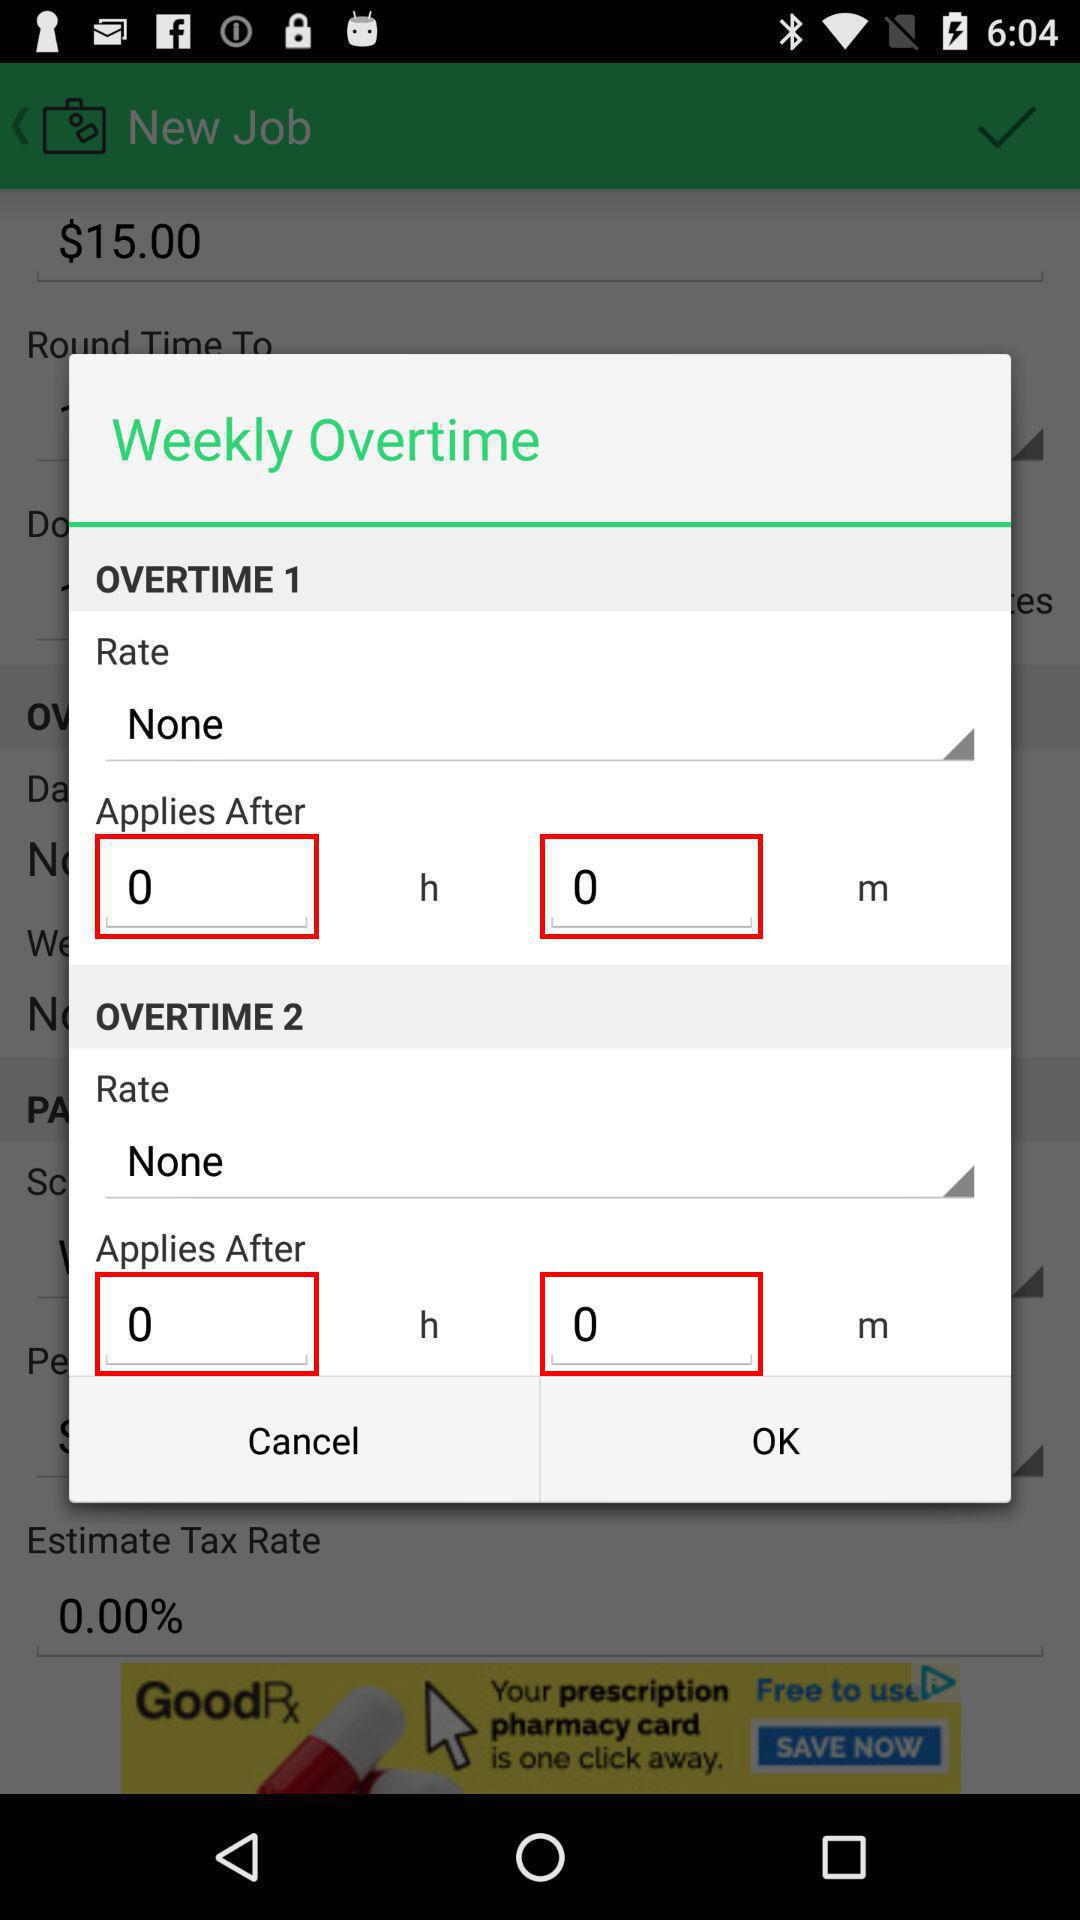 6:04
New Job
$15.00
Round Time To
Weekly Overtime
Do
tes
OVERTIME 1
Rate
None
OV
Da
Applies After
No
0 h 0 m
We
No
OVERTIME 2
Rate
PA
None
Sc
Applies After
0 h 0 m
Pe
Cancel OK
Estimate Tax Rate
0.00%
GoodRx
Your prescription
pharmacy card
is one click away.
Free to use
SAVE NOW